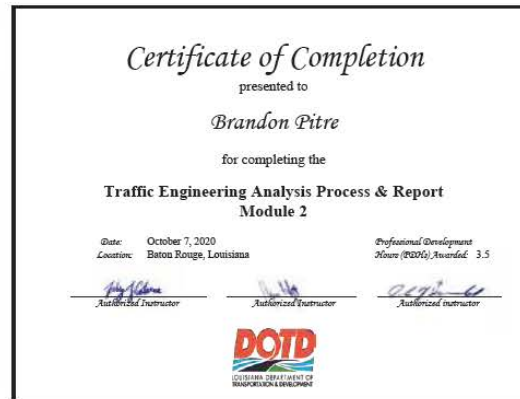 Certificate of Completion
presented to
Brandon Pitre
for completing the
Traffic Engineering Analysis Process & Report
Module 2
Date: October 7, 2020
Location: Baton Rouge, Louisiana
Professional Development
Hours (PDHs) Awarded: 3.5
Authorized Instructor
Authorized Instructor
Authorized instructor
DOTD
LOUISIANA DEPARTMENT OF
TRANSPORTATION & DEVELOPMENT